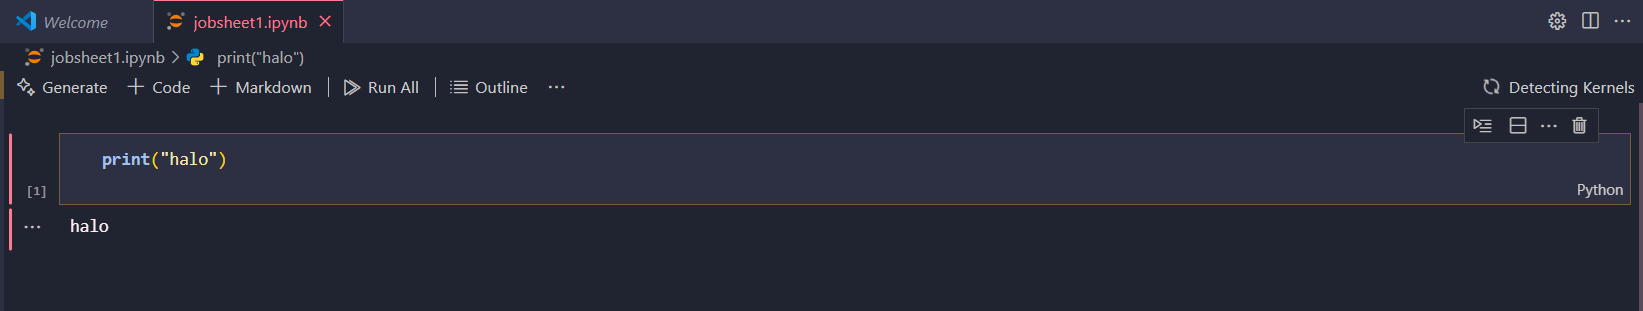 Welcome jobsheet1.ipynb
jobsheet1.ipynb > print("halo")
Generate + Code + Markdown Run All Outline ... Detecting Kernels
print("halo")
[1] Python
... halo